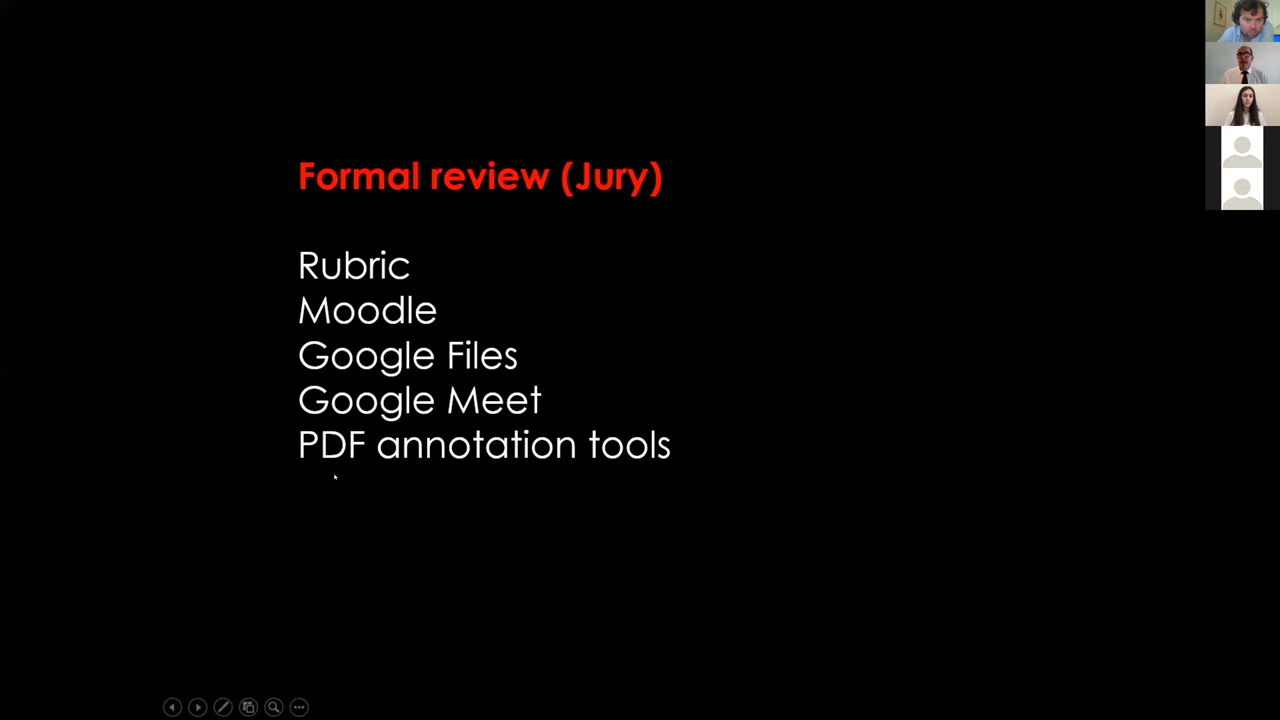 Formal review (Jury)
Rubric
Moodle
Google Files
Google Meet
PDF annotation tools